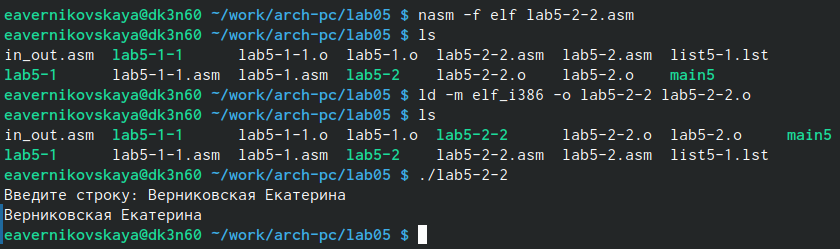 eavernikovskaya@dk3n60 ~/work/arch-pc/lab05 $ nasm -f elf lab5-2-2.asm
eavernikovskaya@dk3n60 ~/work/arch-pc/lab05 $ ls
in_out.asm lab5-1-1 lab5-1-1.o lab5-1.o lab5-2-2.asm lab5-2.asm list5-1.lst
lab5-1 lab5-1-1.asm lab5-1.asm lab5-2 lab5-2-2.o lab5-2.o main5
eavernikovskaya@dk3n60 ~/work/arch-pc/lab05 $ ld -m elf_i386 -o lab5-2-2 lab5-2-2.o
eavernikovskaya@dk3n60 ~/work/arch-pc/lab05 $ ls
in_out.asm lab5-1-1 lab5-1-1.o lab5-1.o lab5-2-2 lab5-2-2.o lab5-2.o main5
lab5-1 lab5-1-1.asm lab5-1.asm lab5-2 lab5-2-2.asm lab5-2.asm list5-1.lst
eavernikovskaya@dk3n60 ~/work/arch-pc/lab05 $ ./lab5-2-2
Введите строку: Верниковская Екатерина
Верниковская Екатерина
eavernikovskaya@dk3n60 ~/work/arch-pc/lab05 $